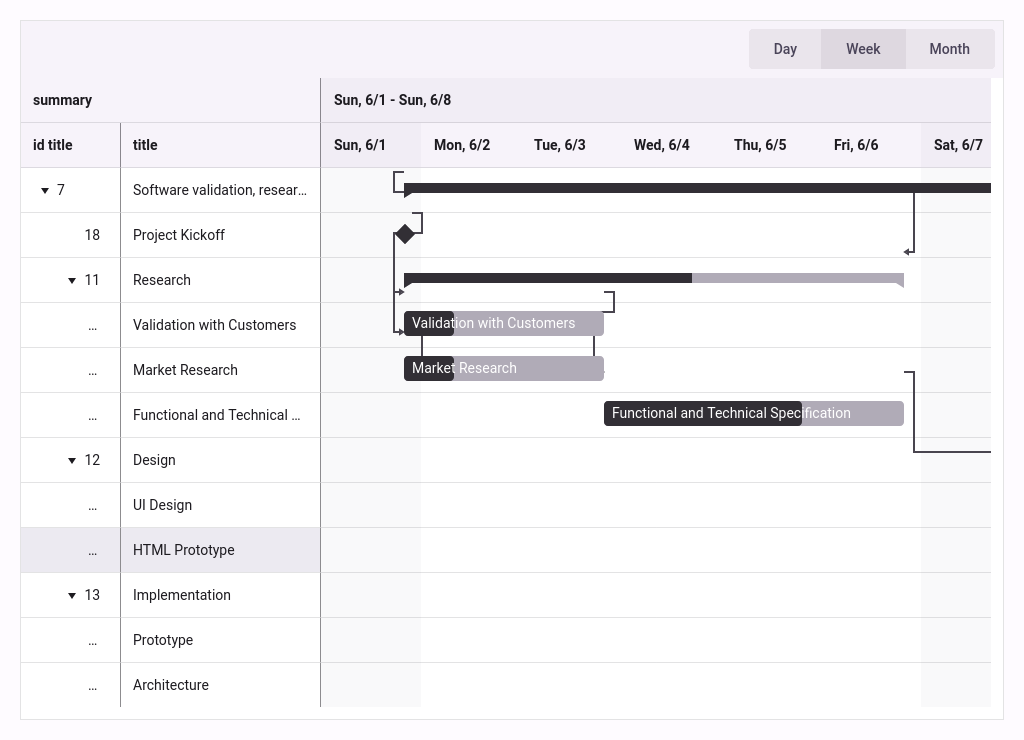 Day Week Month
summary Sun, 6/1 - Sun, 6/8
id title title Sun, 6/1 Mon, 6/2 Tue, 6/3 Wed, 6/4 Thu, 6/5 Fri, 6/6 Sat, 6/7
7 Software validation, resear...
18 Project Kickoff
11 Research
... Validation with Customers Validation with Customers
... Market Research Market Research
... Functional and Technical ... Functional and Technical Specification
12 Design
... UI Design
... HTML Prototype
13 Implementation
... Prototype
... Architecture